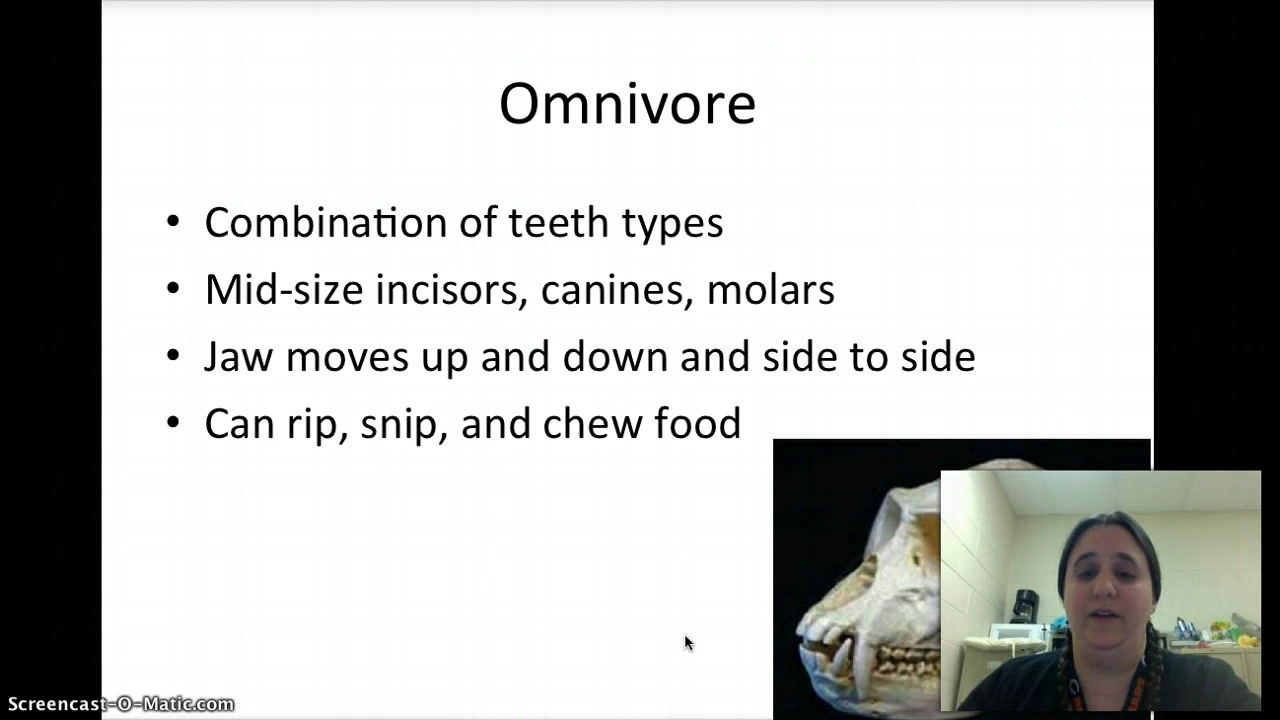 Omnivore
• Combination of teeth types
• Mid-size incisors, canines, molars
• Jaw moves up and down and side to side
• Can rip, snip, and chew food
Screencast-O-Matic.com